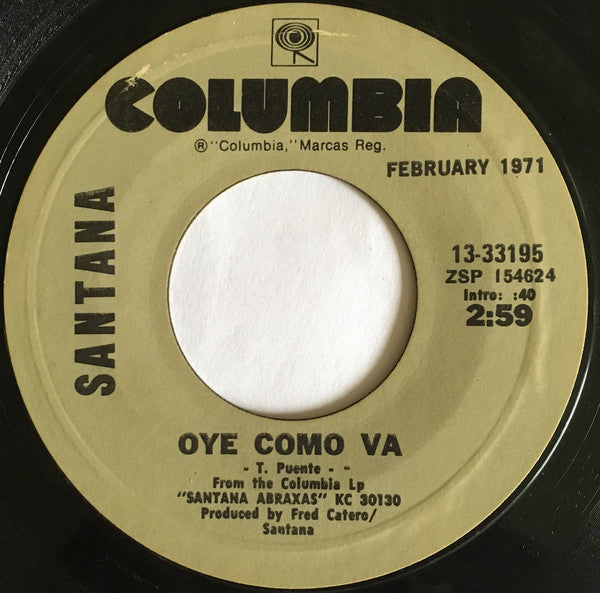 COLUMBIA
®"Columbia," Marcas Reg.
FEBRUARY 1971
SANTANA
13-33195
ZSP 154624
Intro: :40
2:59
OYE COMO VA
- T. Puente - -
From the Columbia Lp
"SANTANA ABRAXAS" KC 30130
Produced by Fred Catero/
Santana